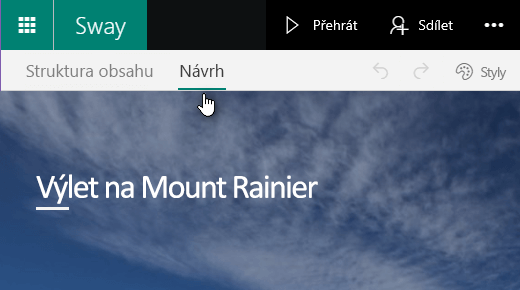 Sway
Přehrát
Sdílet
Struktura obsahu
Návrh
Styly
Výlet na Mount Rainier